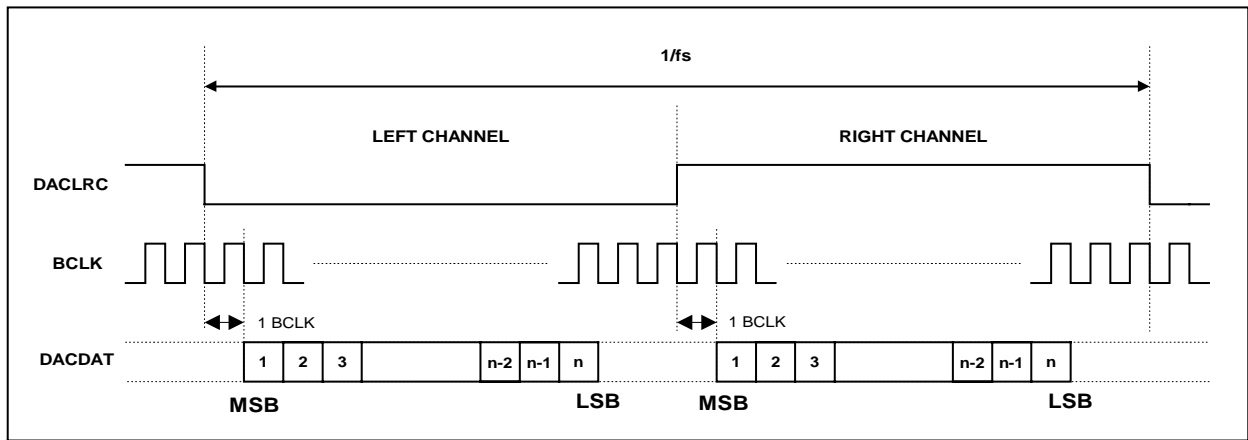 1/fs
LEFT CHANNEL RIGHT CHANNEL
DACLRC
BCLK
1 BCLK 1 BCLK
DACDAT 1 2 3 n-2 n-1 n 1 2 3 n-2 n-1 n
MSB LSB MSB LSB